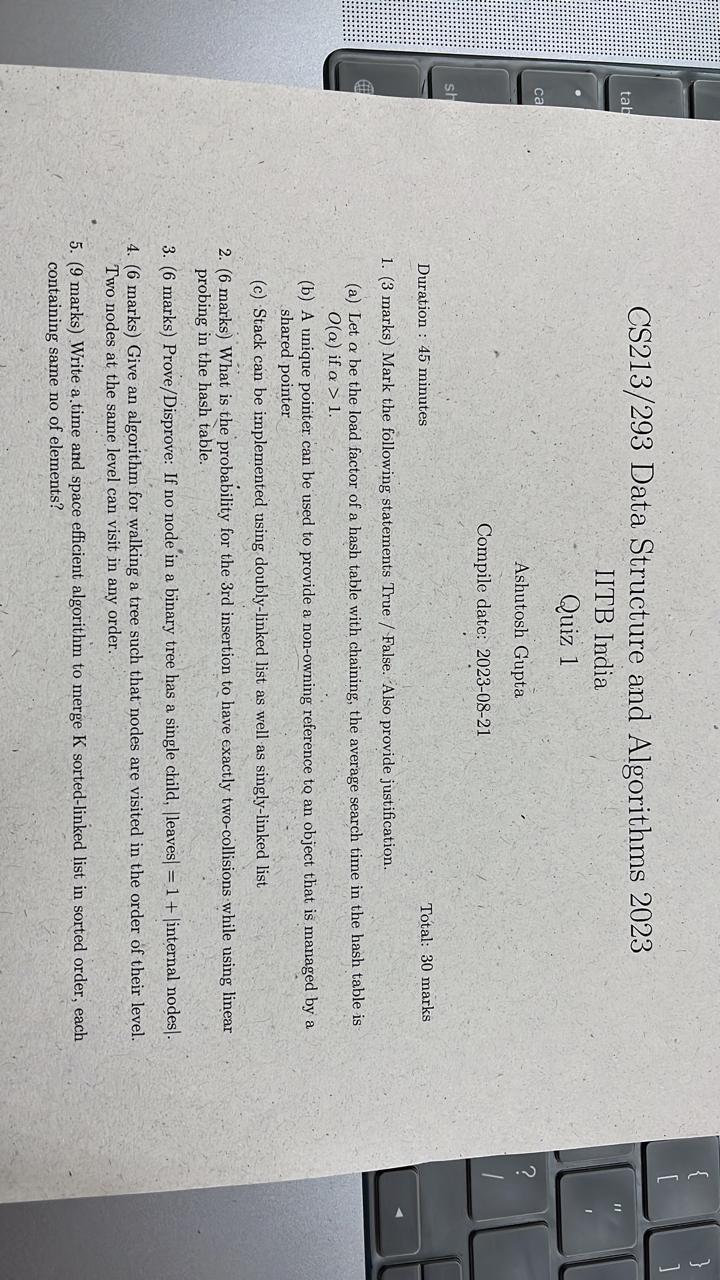 CS213/293 Data Structure and Algorithms 2023
IITB India
Quiz 1
Ashutosh Gupta
Compile date: 2023-08-21
Duration : 45 minutes Total: 30 marks
1. (3 marks) Mark the following statements True / False. Also provide justification.
(a) Let α be the load factor of a hash table with chaining, the average search time in the hash table is
O(α) if α > 1.
(b) A unique pointer can be used to provide a non-owning reference to an object that is managed by a
shared pointer
(c) Stack can be implemented using doubly-linked list as well as singly-linked list
2. (6 marks) What is the probability for the 3rd insertion to have exactly two-collisions while using linear
probing in the hash table.
3. (6 marks) Prove/Disprove: If no node in a binary tree has a single child, |leaves| = 1 + |internal nodes|.
4. (6 marks) Give an algorithm for walking a tree such that nodes are visited in the order of their level.
Two nodes at the same level can visit in any order.
5. (9 marks) Write a time and space efficient algorithm to merge K sorted-linked list in sorted order, each
containing same no of elements?
tab
ca
sh
{
[
}
]
"
'
?
/